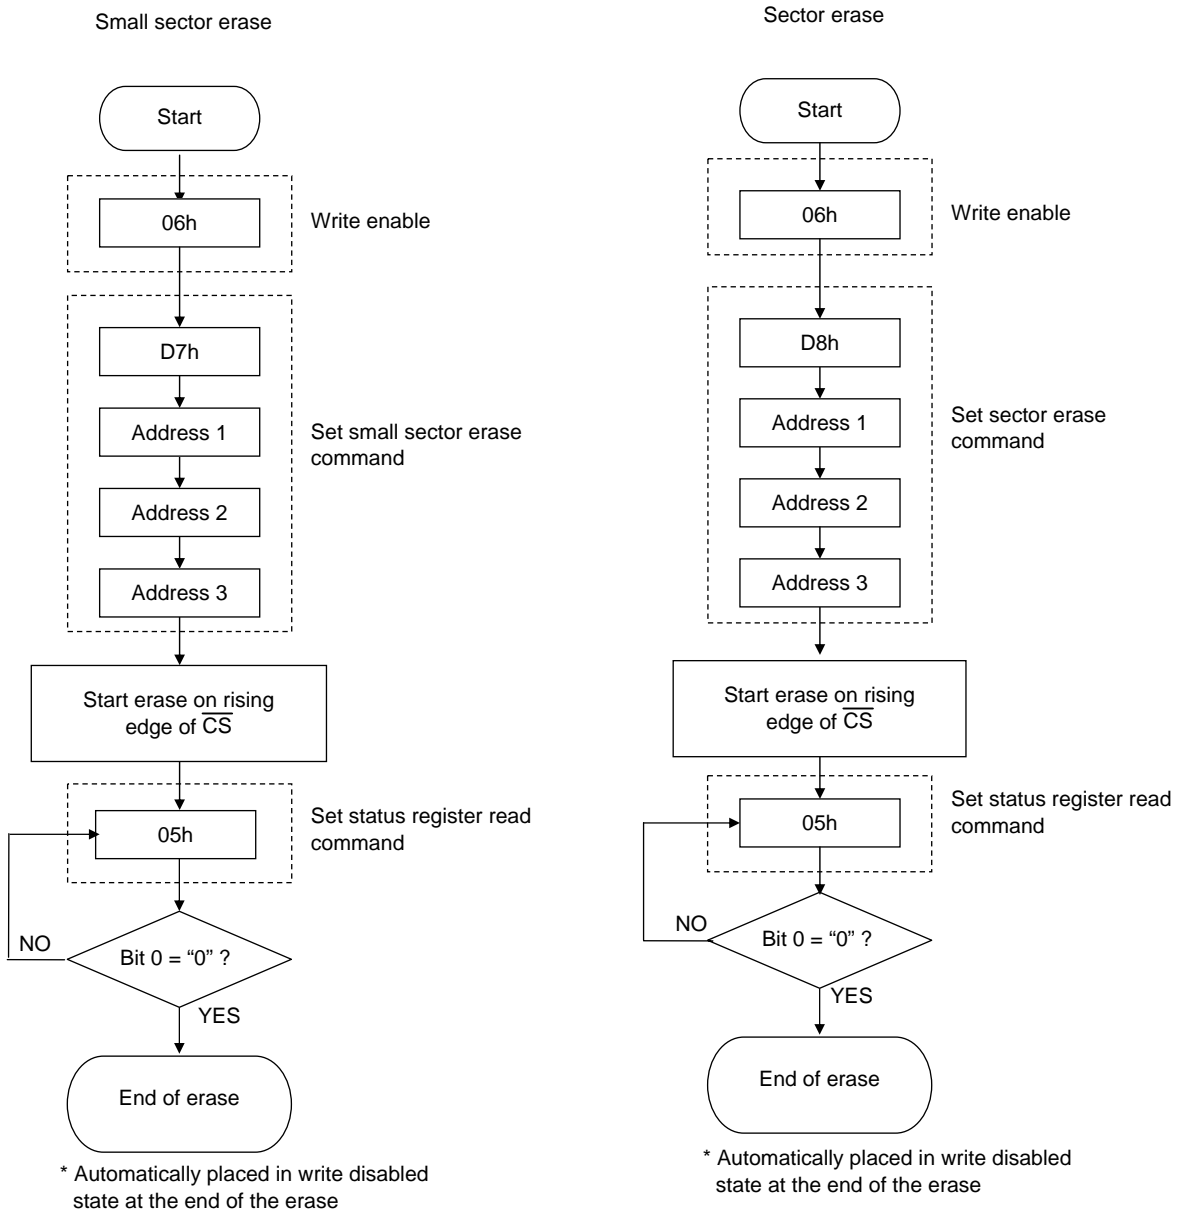 Small sector erase
Start
06h
Write enable
D7h
Address 1
Set small sector erase
command
Address 2
Address 3
Start erase on rising
edge of C̅S̅
05h
Set status register read
command
NO
Bit 0 = “0” ?
YES
End of erase
* Automatically placed in write disabled
state at the end of the erase
Sector erase
Start
06h
Write enable
D8h
Address 1
Set sector erase
command
Address 2
Address 3
Start erase on rising
edge of C̅S̅
05h
Set status register read
command
NO
Bit 0 = “0” ?
YES
End of erase
* Automatically placed in write disabled
state at the end of the erase